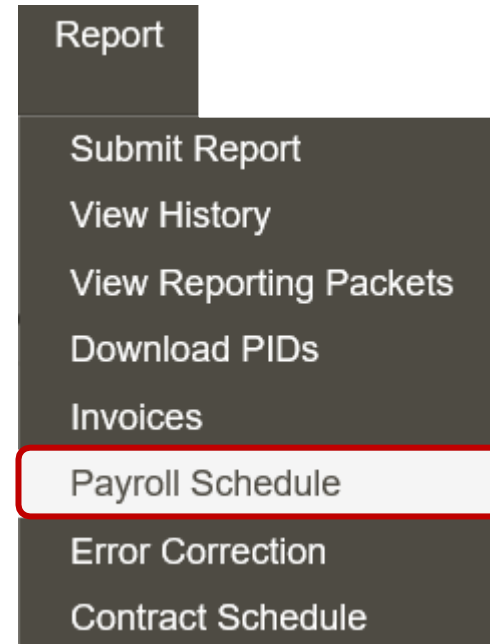 Report
Submit Report
View History
View Reporting Packets
Download PIDs
Invoices
Payroll Schedule
Error Correction
Contract Schedule